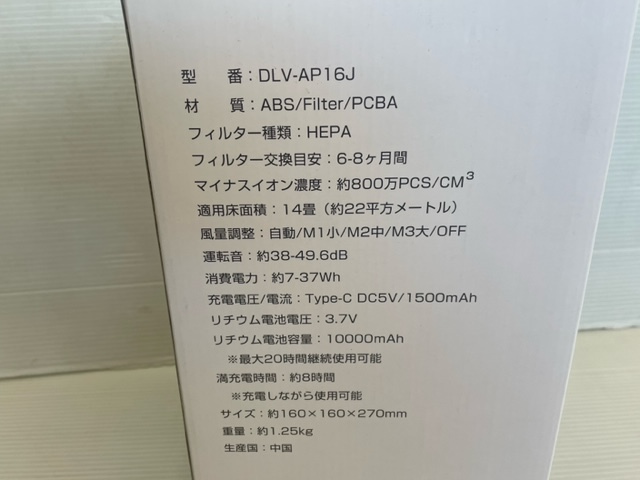 型　番：DLV-AP16J
材　質：ABS/Filter/PCBA
フィルター種類：HEPA
フィルター交換目安：6-8ヶ月間
マイナスイオン濃度：約800万PCS/CM³
適用床面積：14畳（約22平方メートル）
風量調整：自動/M1小/M2中/M3大/OFF
運転音：約38-49.6dB
消費電力：約7-37Wh
充電電圧/電流：Type-C DC5V/1500mAh
リチウム電池電圧：3.7V
リチウム電池容量：10000mAh
※最大20時間継続使用可能
満充電時間：約8時間
※充電しながら使用可能
サイズ：約160×160×270mm
重量：約1.25kg
生産国：中国